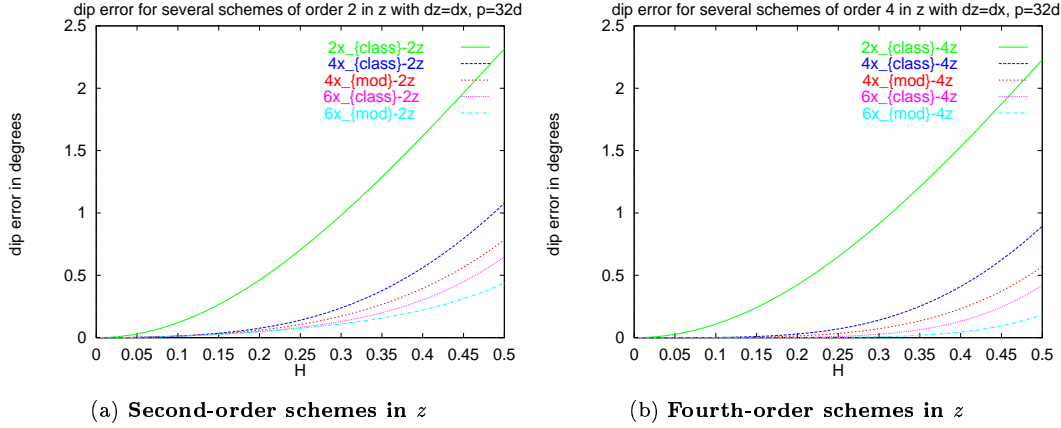 dip error for several schemes of order 2 in z with dz=dx, p=32d
2.5
2
1.5
1
0.5
0
dip error in degrees
2x_{class}-2z
4x_{class}-2z
4x_{mod}-2z
6x_{class}-2z
6x_{mod}-2z
0 0.05 0.1 0.15 0.2 0.25 0.3 0.35 0.4 0.45 0.5
H
(a) Second-order schemes in z
dip error for several schemes of order 4 in z with dz=dx, p=32d
2.5
2
1.5
1
0.5
0
dip error in degrees
2x_{class}-4z
4x_{class}-4z
4x_{mod}-4z
6x_{class}-4z
6x_{mod}-4z
0 0.05 0.1 0.15 0.2 0.25 0.3 0.35 0.4 0.45 0.5
H
(b) Fourth-order schemes in z